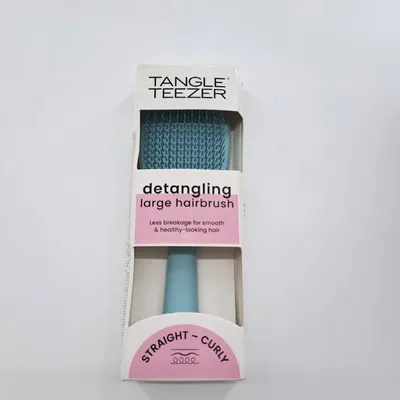 TANGLE®
TEEZER
detangling
large hairbrush
Less breakage for smooth
& healthy-looking hair
STRAIGHT – CURLY